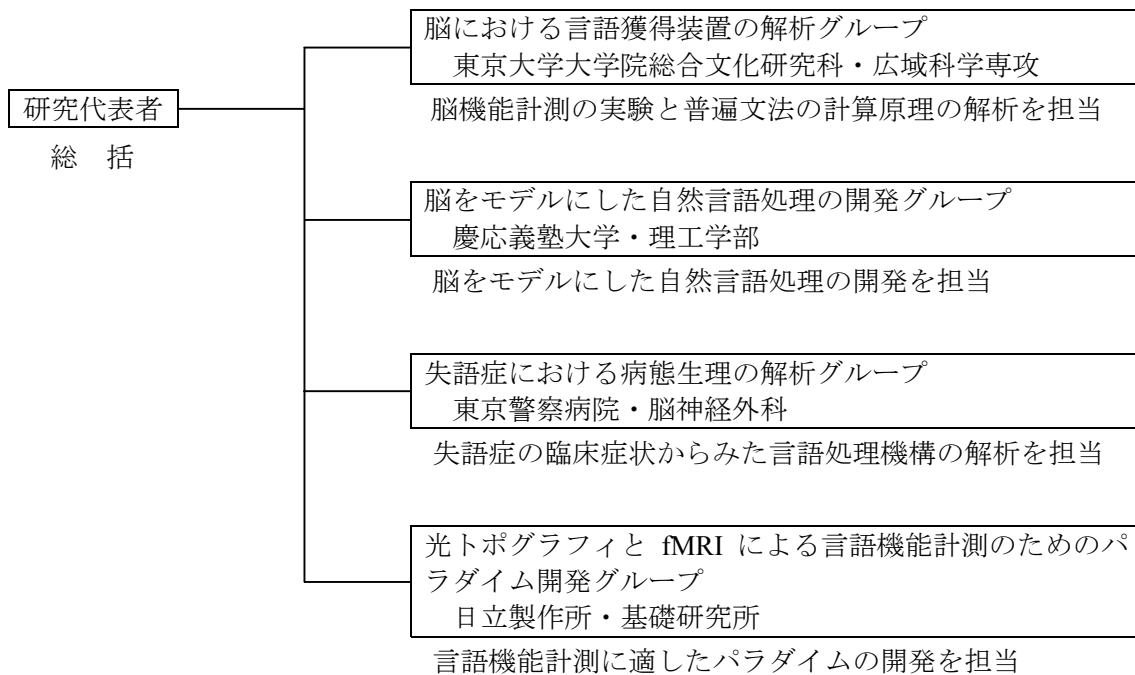 研究代表者
総 括
脳における言語獲得装置の解析グループ
東京大学大学院総合文化研究科・広域科学専攻
脳機能計測の実験と普遍文法の計算原理の解析を担当
脳をモデルにした自然言語処理の開発グループ
慶応義塾大学・理工学部
脳をモデルにした自然言語処理の開発を担当
失語症における病態生理の解析グループ
東京警察病院・脳神経外科
失語症の臨床症状からみた言語処理機構の解析を担当
光トポグラフィと fMRI による言語機能計測のためのパ
ラダイム開発グループ
日立製作所・基礎研究所
言語機能計測に適したパラダイムの開発を担当